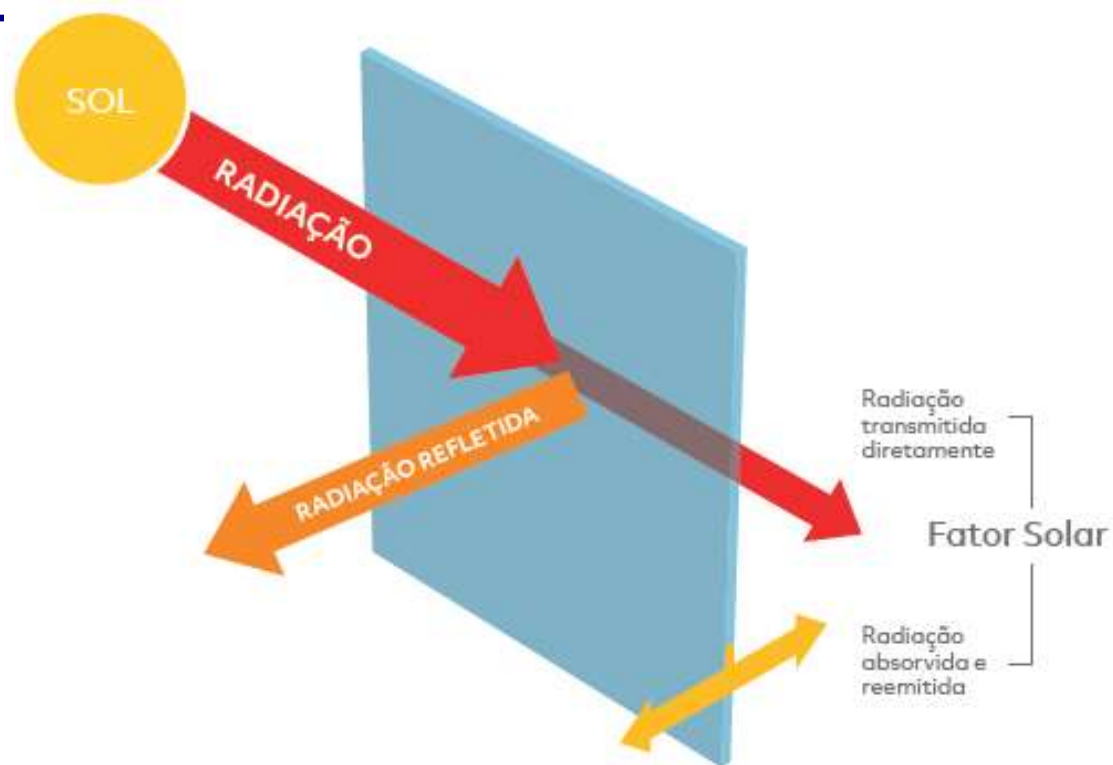 SOL
RADIAÇÃO
RADIAÇÃO REFLETIDA
Radiação
transmitida
diretamente
Fator Solar
Radiação
absorvida e
reemitida